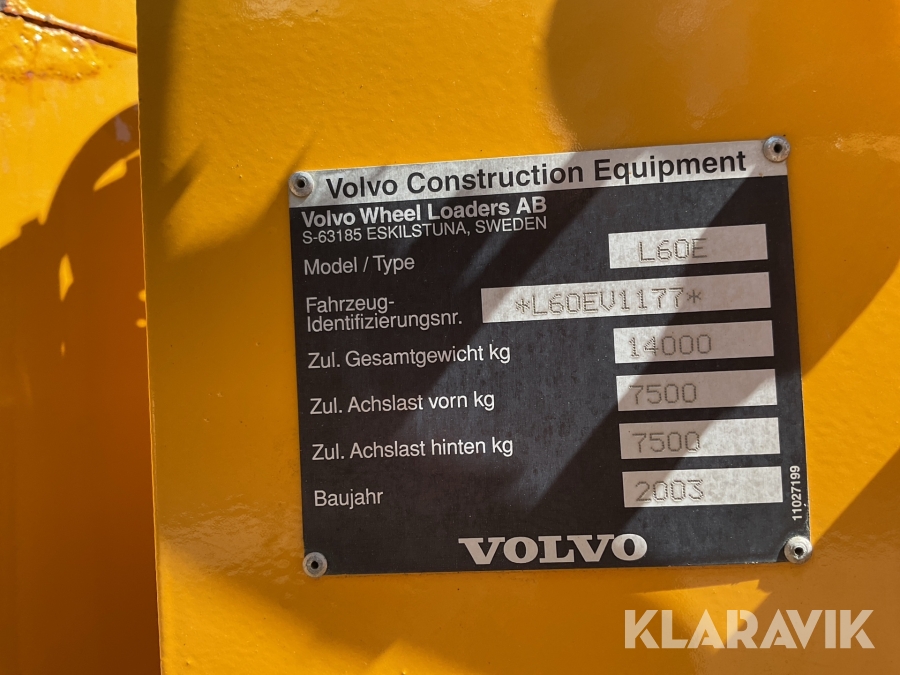 Volvo Construction Equipment
Volvo Wheel Loaders AB
S-63185 ESKILSTUNA, SWEDEN
Model / Type L60E
Fahrzeug-
Identifizierungsnr. *L60EV1177*
Zul. Gesamtgewicht kg 14000
Zul. Achslast vorn kg 7500
Zul. Achslast hinten kg 7500
Baujahr 2003
11027199
VOLVO
KLARAVIK